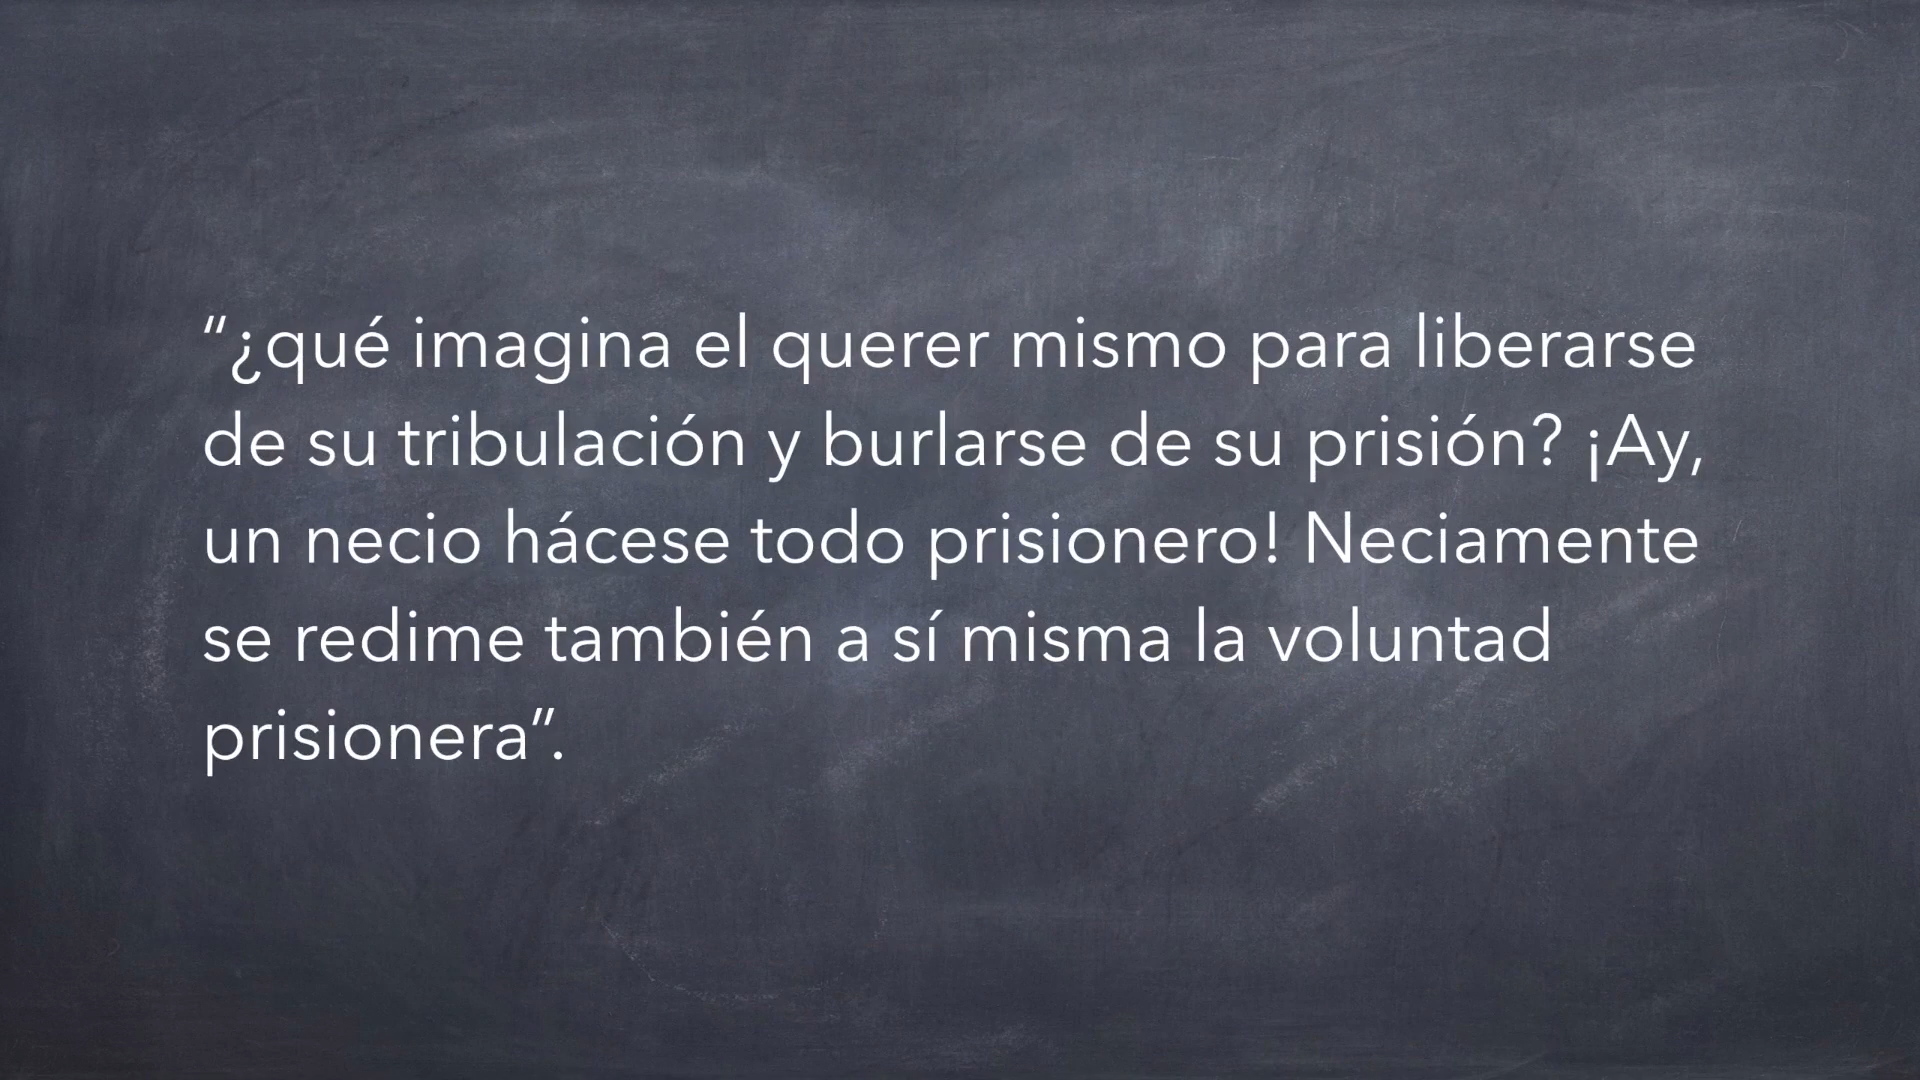 “¿qué imagina el querer mismo para liberarse
de su tribulación y burlarse de su prisión? ¡Ay,
un necio hácese todo prisionero! Neciamente
se redime también a sí misma la voluntad
prisionera”.